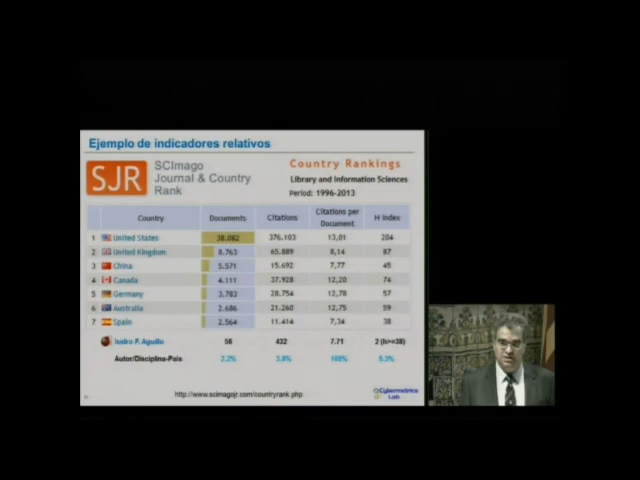 Ejemplo de indicadores relativos
SJR
SCImago
Journal & Country
Rank
Country Rankings
Library and Information Sciences
Period: 1996-2013
Country Documents Citations Citations per Document H index
1 United States 38.082 376.103 13,01 204
2 United Kingdom 8.763 65.889 8,14 87
3 China 5.571 15.692 7,77 45
4 Canada 4.111 37.928 12,20 74
5 Germany 3.783 28.754 12,78 57
6 Australia 2.686 21.260 12,75 59
7 Spain 2.564 11.414 7,34 38
Isidro F. Aguillo 56 432 7.71 2 (h>=38)
Autor/Disciplina-País 2.2% 3.8% 105% 5.3%
http://www.scimagojr.com/countryrank.php
Cybermetrics
Lab